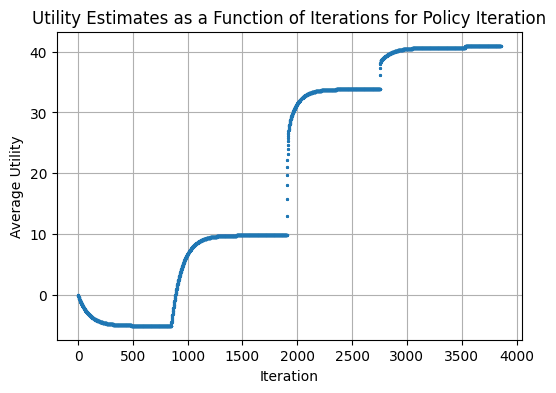 Utility Estimates as a Function of Iterations for Policy Iteration
Average Utility
40
30
20
10
0
0 500 1000 1500 2000 2500 3000 3500 4000
Iteration